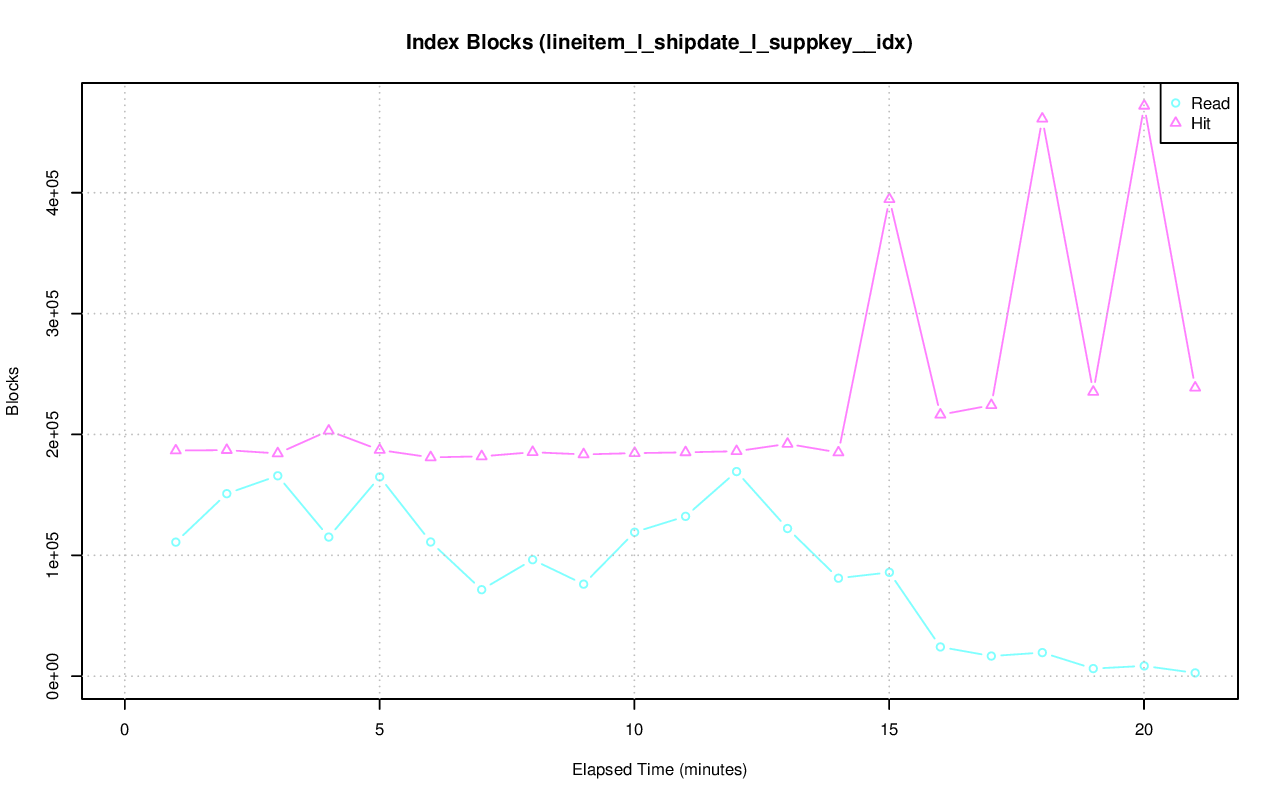 Index Blocks (lineitem_l_shipdate_l_suppkey__idx)
Read
Hit
Blocks
4e+05
3e+05
2e+05
1e+05
0e+00
0 5 10 15 20
Elapsed Time (minutes)